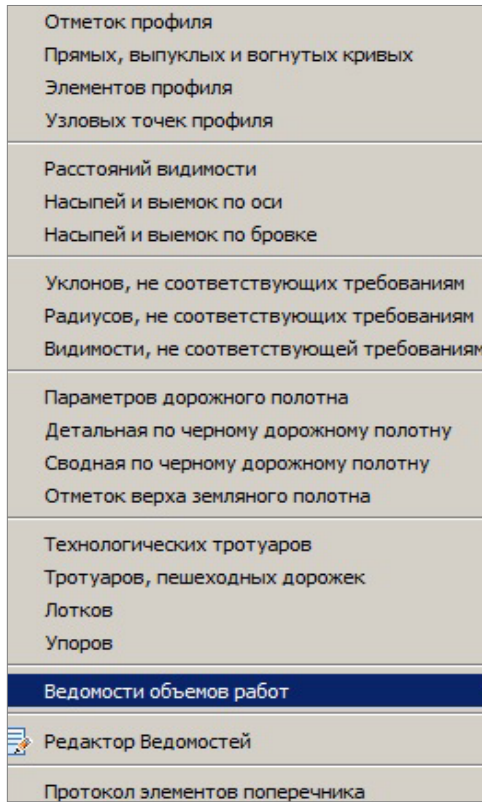 Отметок профиля
Прямых, выпуклых и вогнутых кривых
Элементов профиля
Узловых точек профиля
Расстояний видимости
Насыпей и выемок по оси
Насыпей и выемок по бровке
Уклонов, не соответствующих требованиям
Радиусов, не соответствующих требованиям
Видимости, не соответствующей требованиям
Параметров дорожного полотна
Детальная по черному дорожному полотну
Сводная по черному дорожному полотну
Отметок верха земляного полотна
Технологических тротуаров
Тротуаров, пешеходных дорожек
Лотков
Упоров
Ведомости объемов работ
Редактор Ведомостей
Протокол элементов поперечника